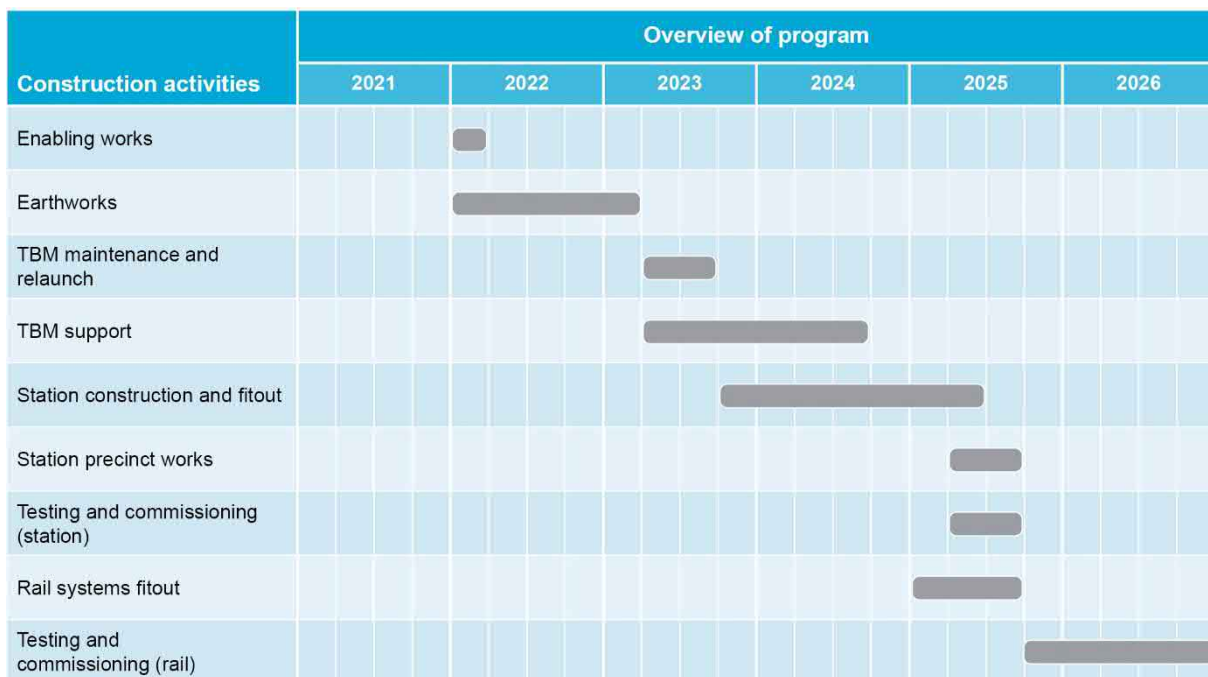 Overview of program
Construction activities
2021 2022 2023 2024 2025 2026
Enabling works
Earthworks
TBM maintenance and
relaunch
TBM support
Station construction and fitout
Station precinct works
Testing and commissioning
(station)
Rail systems fitout
Testing and
commissioning (rail)